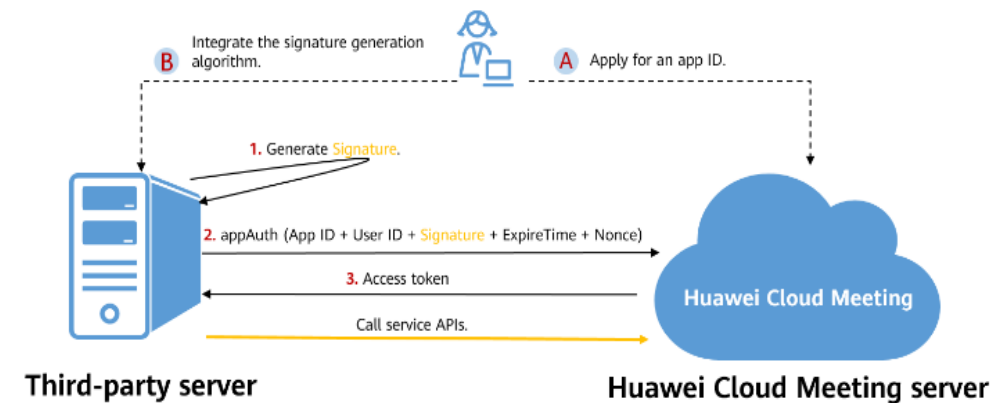 B Integrate the signature generation
algorithm.
A Apply for an app ID.
1. Generate Signature.
2. appAuth (App ID + User ID + Signature + ExpireTime + Nonce)
3. Access token
Huawei Cloud Meeting
Call service APIs.
Third-party server
Huawei Cloud Meeting server